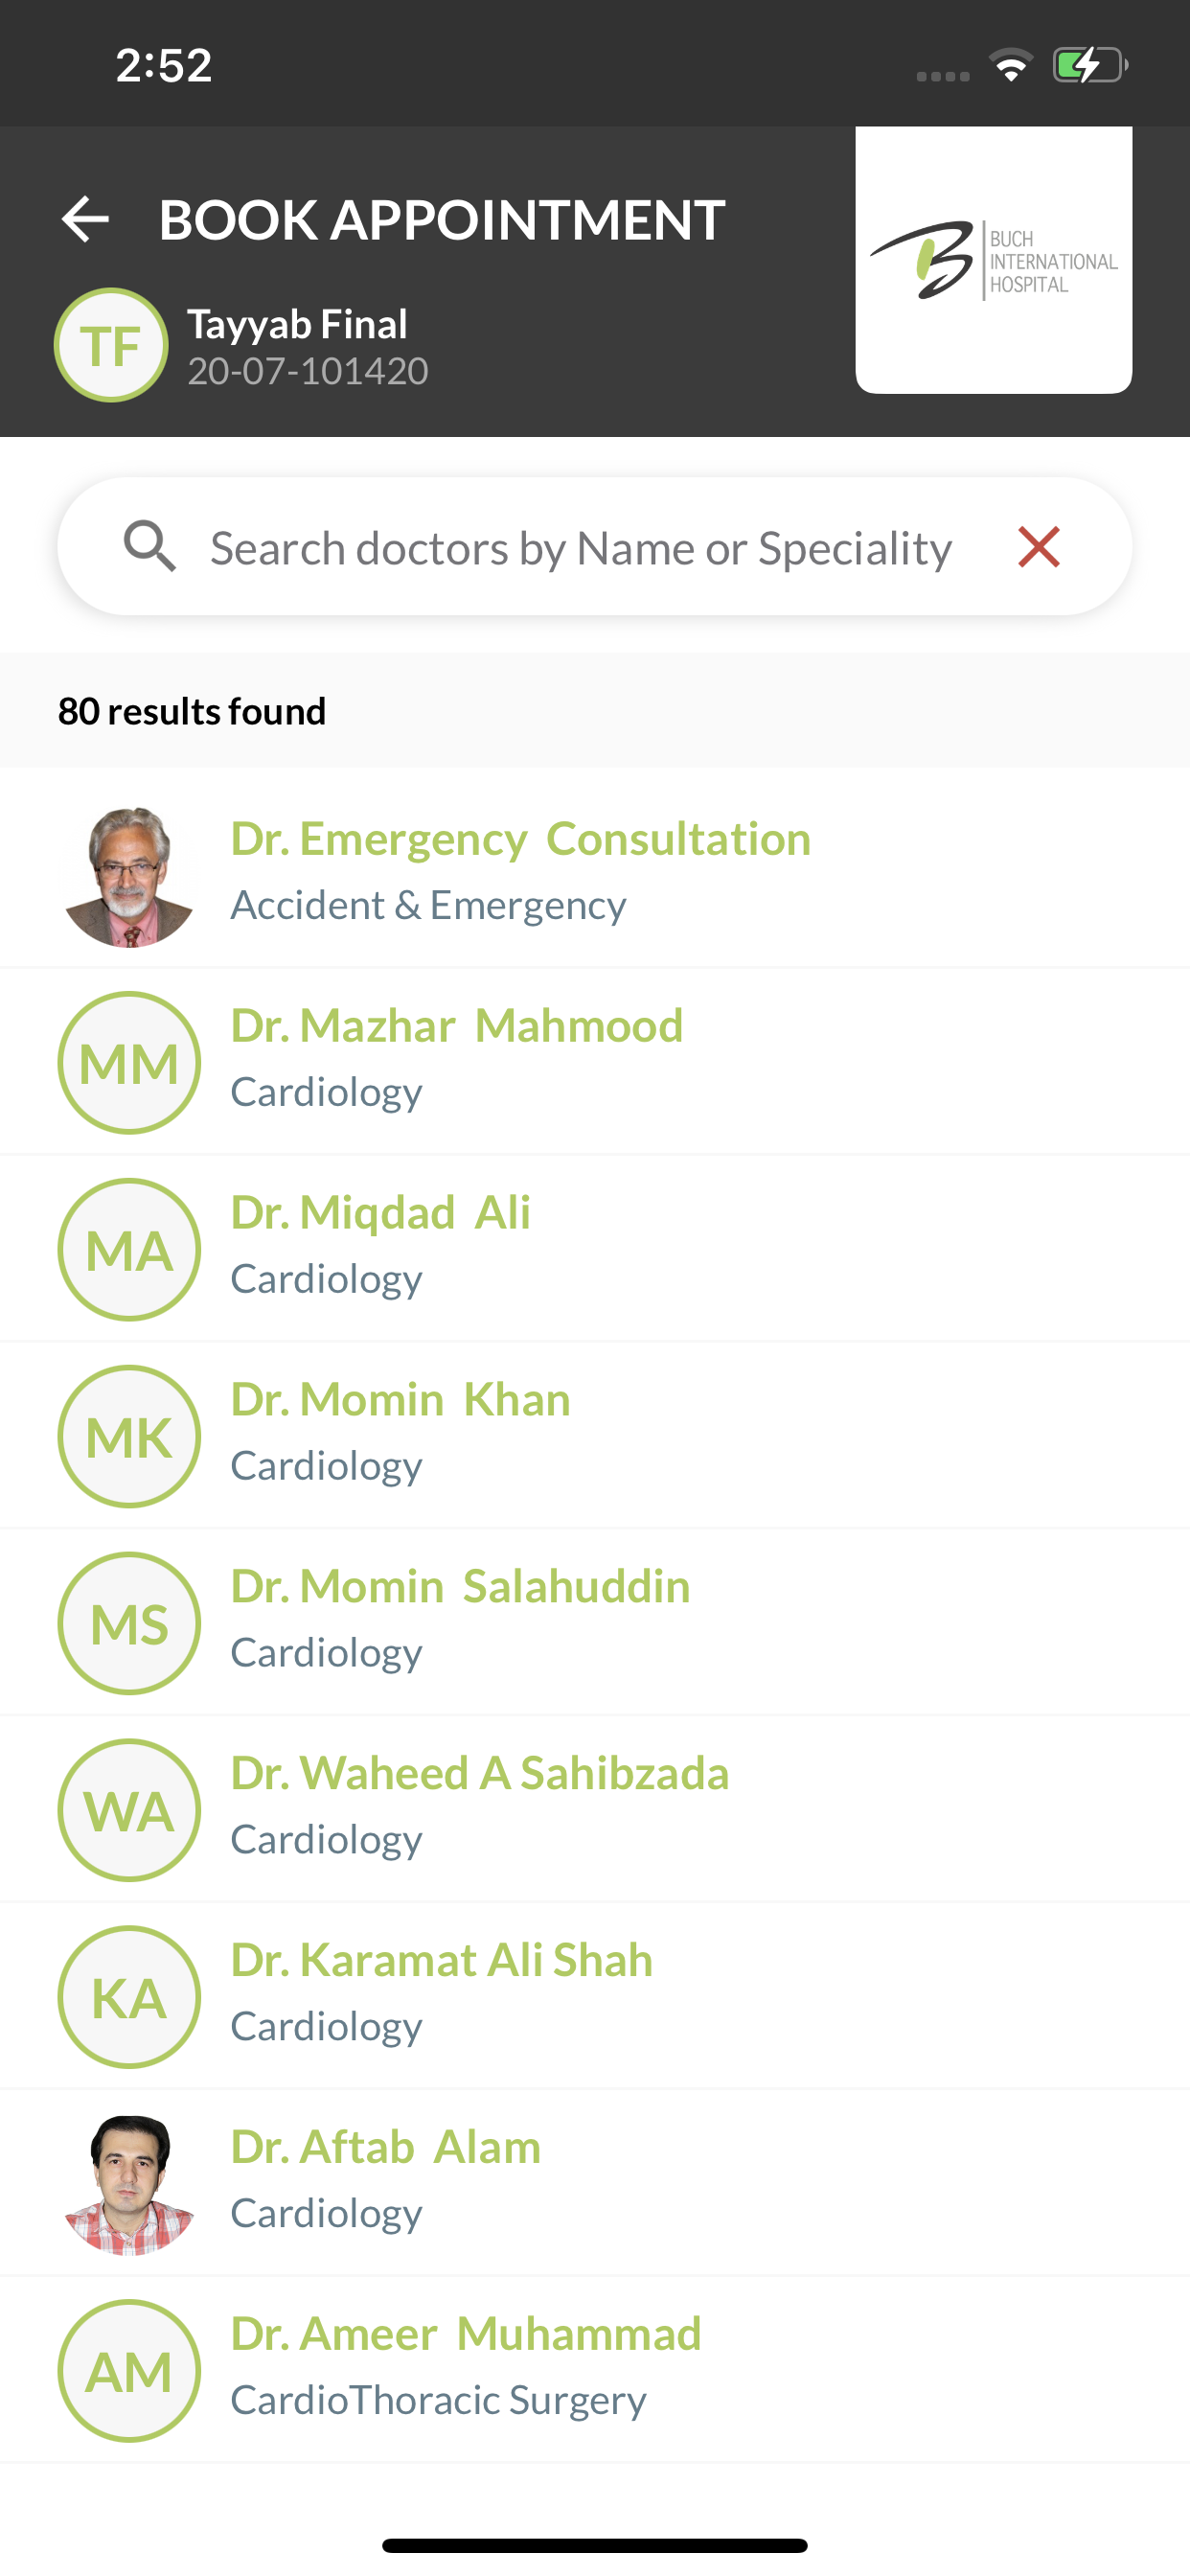 2:52
BOOK APPOINTMENT
BUCH
INTERNATIONAL
HOSPITAL
TF
Tayyab Final
20-07-101420
Search doctors by Name or Speciality
80 results found
Dr. Emergency  Consultation
Accident & Emergency
MM
Dr. Mazhar  Mahmood
Cardiology
MA
Dr. Miqdad  Ali
Cardiology
MK
Dr. Momin  Khan
Cardiology
MS
Dr. Momin  Salahuddin
Cardiology
WA
Dr. Waheed A Sahibzada
Cardiology
KA
Dr. Karamat Ali Shah
Cardiology
Dr. Aftab  Alam
Cardiology
AM
Dr. Ameer  Muhammad
CardioThoracic Surgery